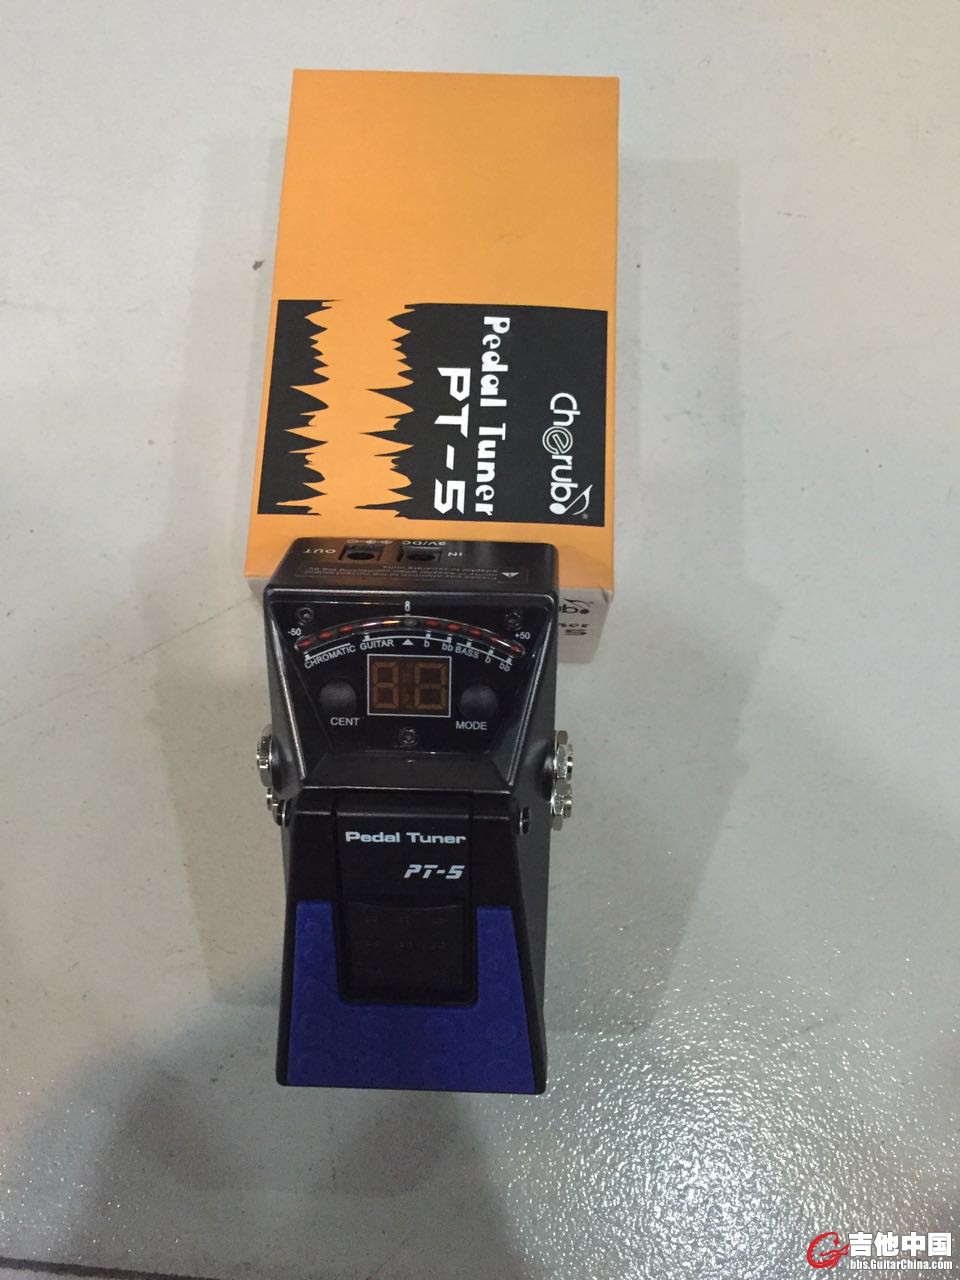 Cherub
®
Pedal Tuner
PT-5
OUT
9V/DC
IN
-50
0
+50
CHROMATIC GUITAR b bb BASS b bb
CENT
MODE
Pedal Tuner
PT-5
吉他中国
bbs.GuitarChina.com